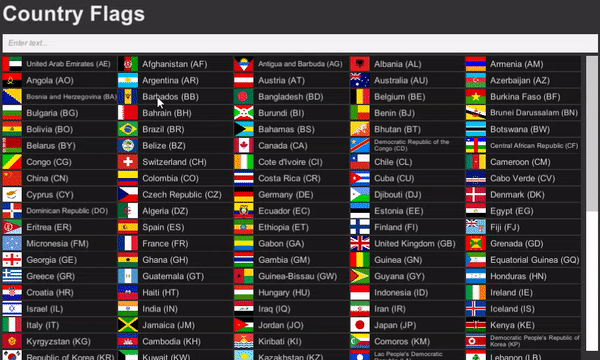 Country Flags
Enter text...
United Arab Emirates (AE) Afghanistan (AF) Antigua and Barbuda (AG) Albania (AL) Armenia (AM)
Angola (AO) Argentina (AR) Austria (AT) Australia (AU) Azerbaijan (AZ)
Bosnia and Herzegovina (BA) Barbados (BB) Bangladesh (BD) Belgium (BE) Burkina Faso (BF)
Bulgaria (BG) Bahrain (BH) Burundi (BI) Benin (BJ) Brunei Darussalam (BN)
Bolivia (BO) Brazil (BR) Bahamas (BS) Bhutan (BT) Botswana (BW)
Belarus (BY) Belize (BZ) Canada (CA) Democratic Republic of the Congo (CD) Central African Republic (CF)
Congo (CG) Switzerland (CH) Cote d'Ivoire (CI) Chile (CL) Cameroon (CM)
China (CN) Colombia (CO) Costa Rica (CR) Cuba (CU) Cabo Verde (CV)
Cyprus (CY) Czech Republic (CZ) Germany (DE) Djibouti (DJ) Denmark (DK)
Dominican Republic (DO) Algeria (DZ) Ecuador (EC) Estonia (EE) Egypt (EG)
Eritrea (ER) Spain (ES) Ethiopia (ET) Finland (FI) Fiji (FJ)
Micronesia (FM) France (FR) Gabon (GA) United Kingdom (GB) Grenada (GD)
Georgia (GE) Ghana (GH) Gambia (GM) Guinea (GN) Equatorial Guinea (GQ)
Greece (GR) Guatemala (GT) Guinea-Bissau (GW) Guyana (GY) Honduras (HN)
Croatia (HR) Haiti (HT) Hungary (HU) Indonesia (ID) Ireland (IE)
Israel (IL) India (IN) Iraq (IQ) Iran (IR) Iceland (IS)
Italy (IT) Jamaica (JM) Jordan (JO) Japan (JP) Kenya (KE)
Kyrgyzstan (KG) Cambodia (KH) Kiribati (KI) Comoros (KM) Democratic People's Republic of Korea (KP)
Republic of Korea (KR) Kuwait (KW) Kazakhstan (KZ) Lao People's Democratic Lebanon (LB)